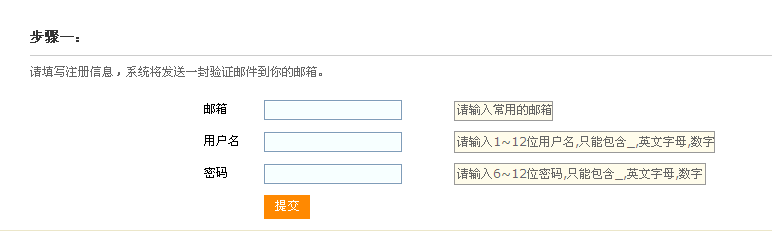 步骤一：
请填写注册信息，系统将发送一封验证邮件到你的邮箱。
邮箱 请输入常用的邮箱
用户名 请输入1~12位用户名,只能包含_,英文字母,数字
密码 请输入6~12位密码,只能包含_,英文字母,数字
提交